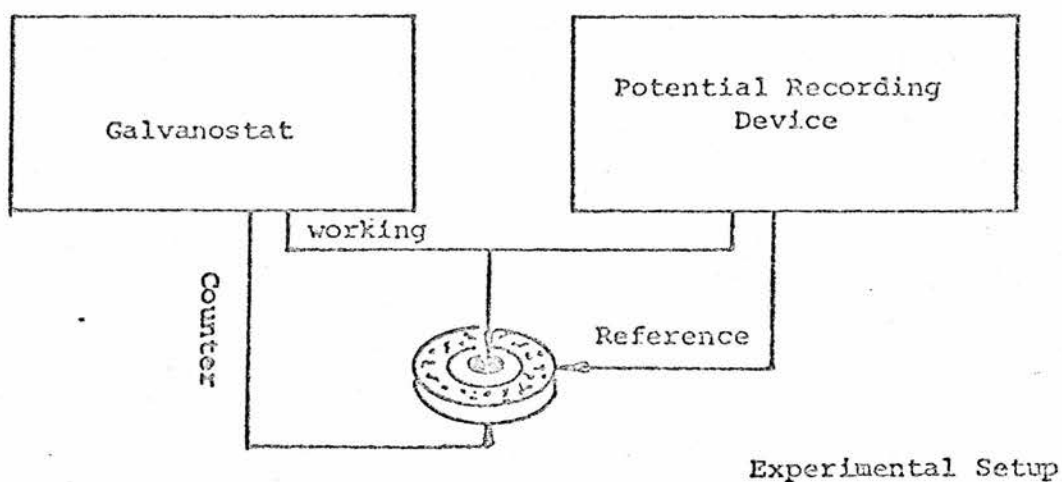 Galvanostat
Potential Recording
Device
working
Counter
Reference
Experimental Setup